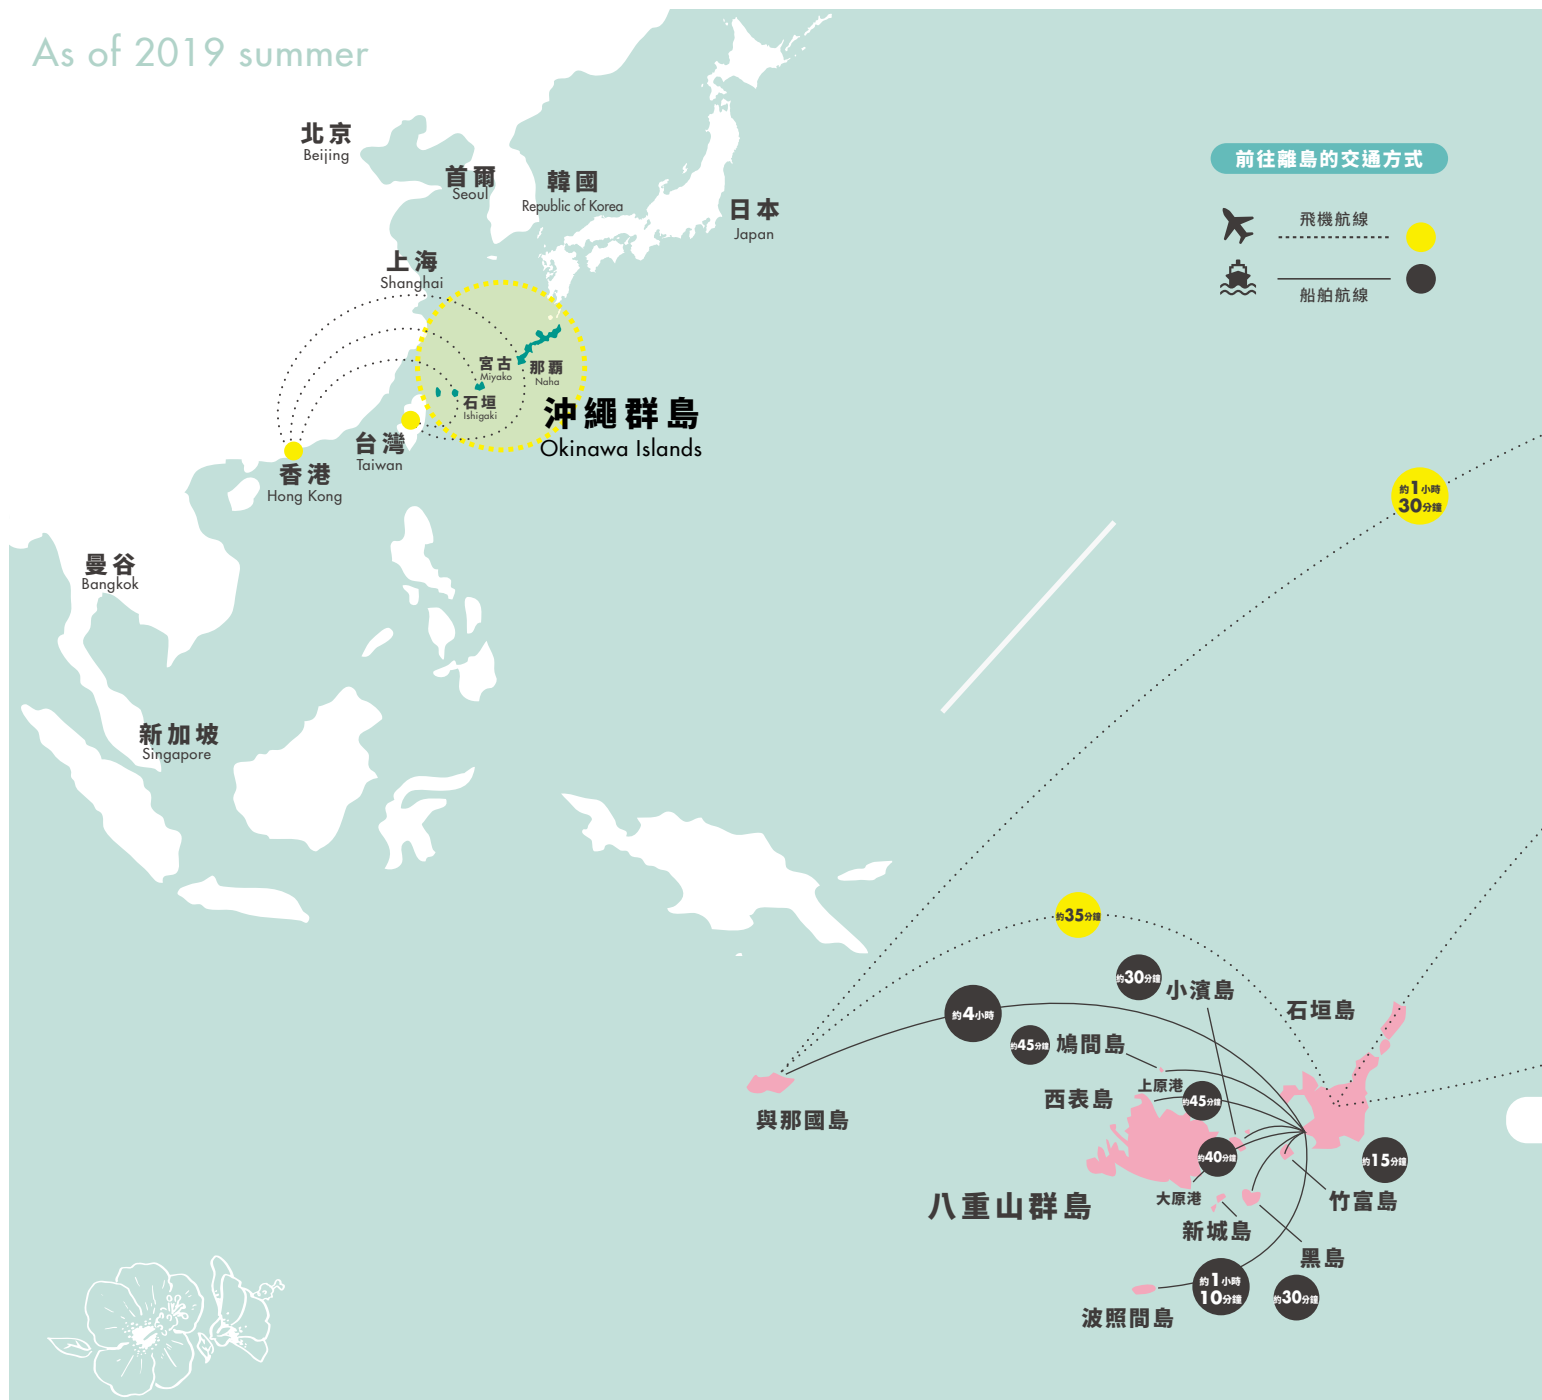 As of 2019 summer
北京
Beijing
首爾
Seoul
韓國
Republic of Korea
日本
Japan
上海
Shanghai
宮古
Miyako
那霸
Naha
石垣
Ishigaki
沖繩群島
Okinawa Islands
台灣
Taiwan
香港
Hong Kong
曼谷
Bangkok
新加坡
Singapore
前往離島的交通方式
飛機航線
船舶航線
約1小時
30分鐘
約35分鐘
約30分鐘
小濱島
石垣島
約4小時
約45分鐘
鳩間島
上原港
約45分鐘
西表島
與那國島
約40分鐘
約15分鐘
大原港
竹富島
八重山群島
新城島
黑島
約1小時
10分鐘
約30分鐘
波照間島